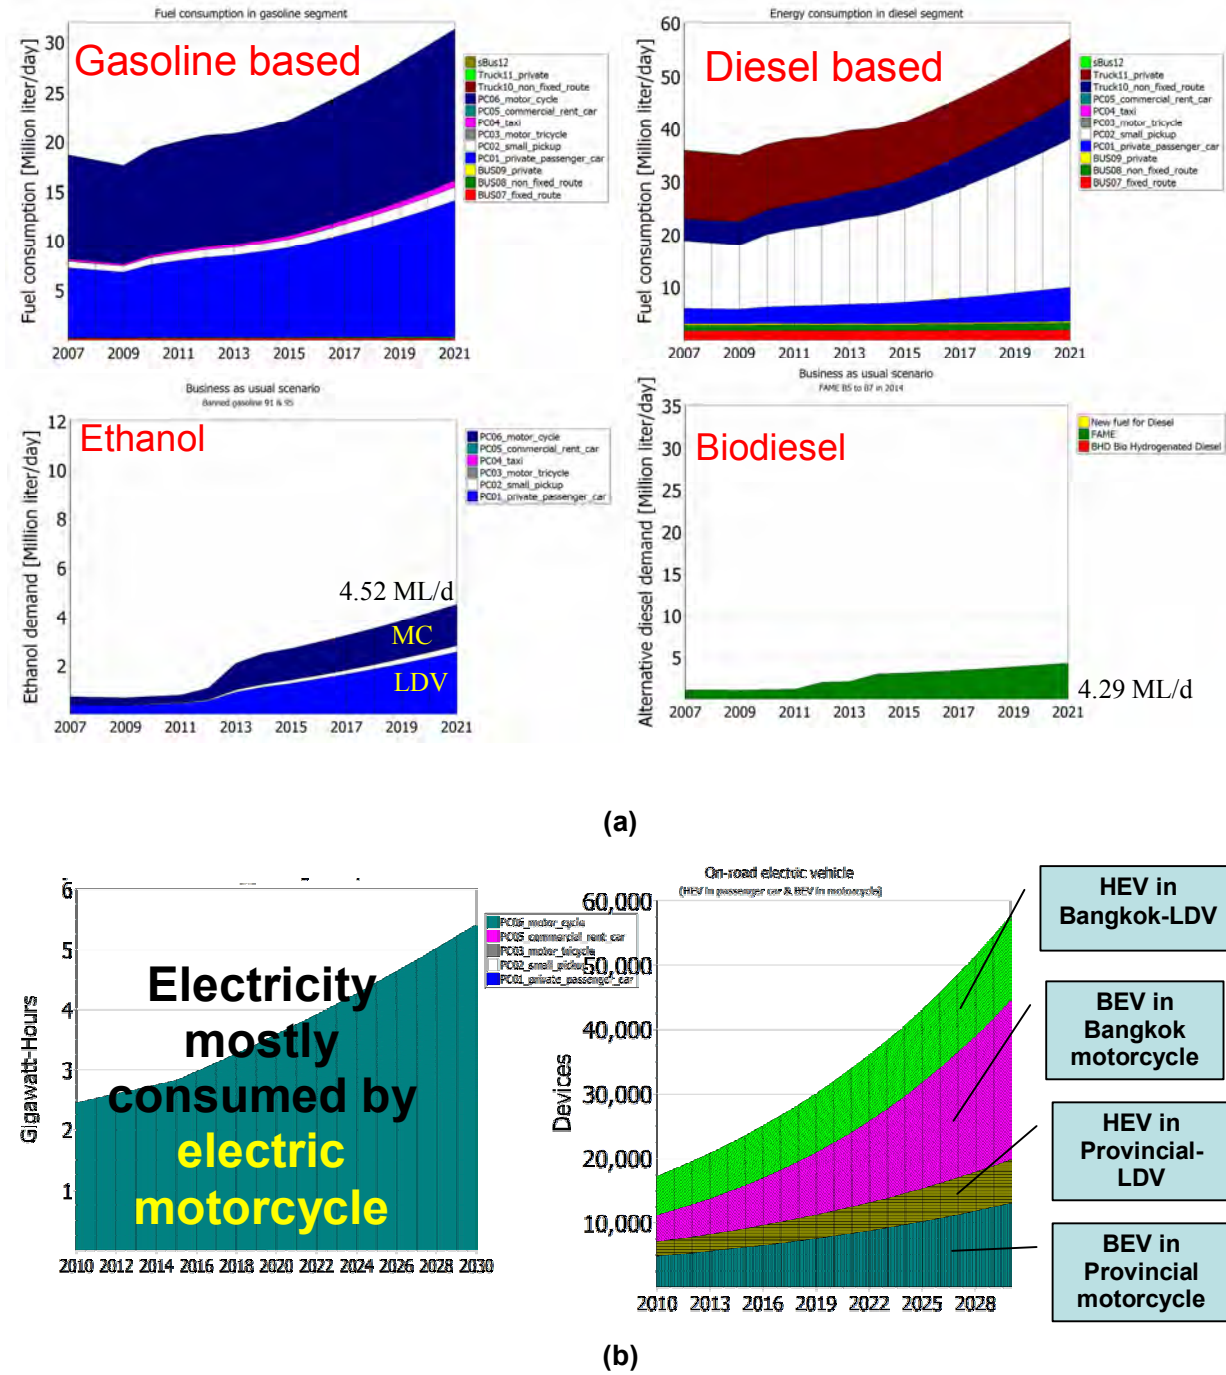 Fuel consumption in gasoline segment
Gasoline based
Fuel consumption [Million liter/day]
30
25
20
15
10
5
2007 2009 2011 2013 2015 2017 2019 2021
sBus12
Truck11_private
Truck10_non_fixed_route
PC06_motor_cycle
PC05_commercial_rent_car
PC04_taxi
PC03_motor_tricycle
PC02_small_pickup
PC01_private_passenger_car
BUS09_private
BUS08_non_fixed_route
BUS07_fixed_route
Energy consumption in diesel segment
Diesel based
Fuel consumption [Million liter/day]
60
50
40
30
20
10
2007 2009 2011 2013 2015 2017 2019 2021
sBus12
Truck11_private
Truck10_non_fixed_route
PC05_commercial_rent_car
PC04_taxi
PC03_motor_tricycle
PC02_small_pickup
PC01_private_passenger_car
BUS09_private
BUS08_non_fixed_route
BUS07_fixed_route
Business as usual scenario
Banned gasoline 91 & 95
Ethanol
Ethanol demand [Million liter/day]
12
10
8
6
4
2
4.52 ML/d
MC
LDV
2007 2009 2011 2013 2015 2017 2019 2021
PC06_motor_cycle
PC05_commercial_rent_car
PC04_taxi
PC03_motor_tricycle
PC02_small_pickup
PC01_private_passenger_car
Business as usual scenario
FAME B5 to B7 in 2014
Biodiesel
Alternative diesel demand [Million liter/day]
35
30
25
20
15
10
5
4.29 ML/d
2007 2009 2011 2013 2015 2017 2019 2021
New fuel for Diesel
FAME
BHD Bio Hydrogenated Diesel
(a)
Gigawatt-Hours
6
5
4
3
2
1
Electricity
mostly
consumed by
electric
motorcycle
2010 2012 2014 2016 2018 2020 2022 2024 2026 2028 2030
PC06_motor_cycle
PC05_commercial_rent_car
PC03_motor_tricycle
PC02_small_pickup
PC01_private_passenger_car
On-road electric vehicle
(HEV in passenger car & BEV in motorcycle)
Devices
60,000
50,000
40,000
30,000
20,000
10,000
2010 2013 2016 2019 2022 2025 2028
HEV in
Bangkok-LDV
BEV in
Bangkok
motorcycle
HEV in
Provincial-
LDV
BEV in
Provincial
motorcycle
(b)